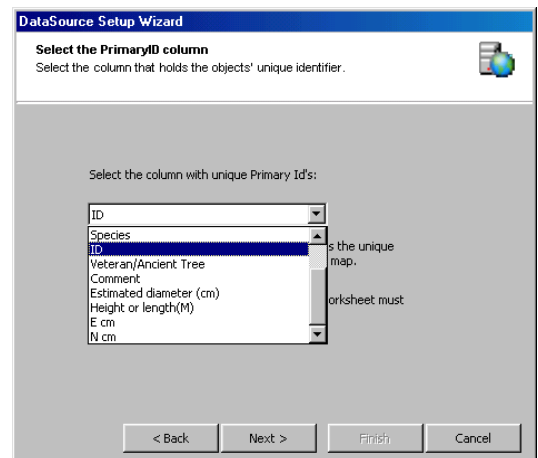 DataSource Setup Wizard
Select the PrimaryID column
Select the column that holds the objects' unique identifier.
Select the column with unique Primary Id's:
ID
Species
ID
s the unique
Veteran/Ancient Tree
map.
Comment
Estimated diameter (cm)
Height or length(M)
orksheet must
E cm
N cm
< Back
Next >
Finish
Cancel